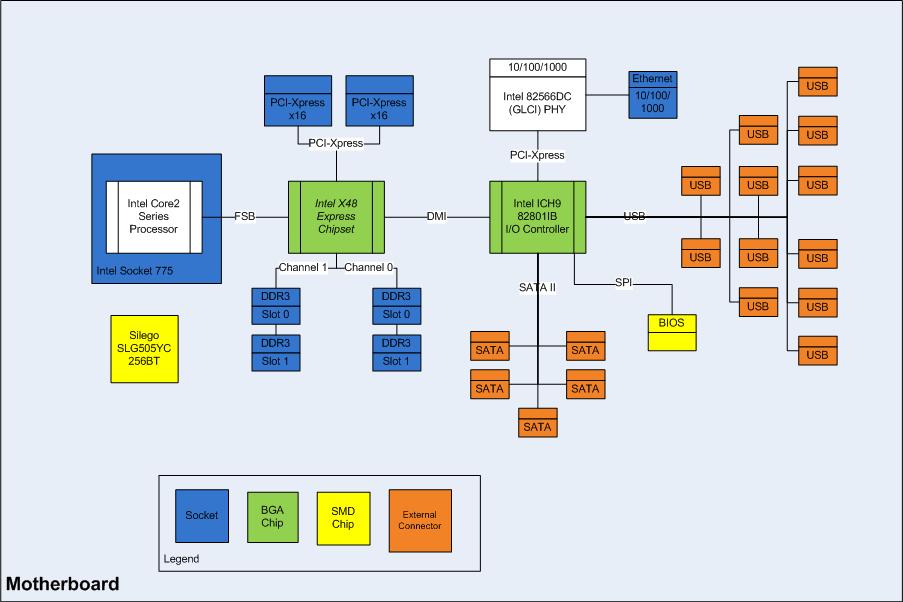 10/100/1000
Intel 82566DC
(GLCI) PHY
Ethernet
10/100/
1000
PCI-Xpress
x16
PCI-Xpress
x16
PCI-Xpress
PCI-Xpress
Intel Core2
Series
Processor
Intel Socket 775
FSB
Intel X48
Express
Chipset
DMI
Intel ICH9
82801IB
I/O Controller
USB
USB
USB
USB
USB
USB
USB
USB
USB
USB
USB
USB
USB
Channel 1
Channel 0
DDR3
Slot 0
DDR3
Slot 1
DDR3
Slot 0
DDR3
Slot 1
SATA II
SPI
BIOS
SATA
SATA
SATA
SATA
SATA
Silego
SLG505YC
256BT
Socket
BGA
Chip
SMD
Chip
External
Connector
Legend
Motherboard